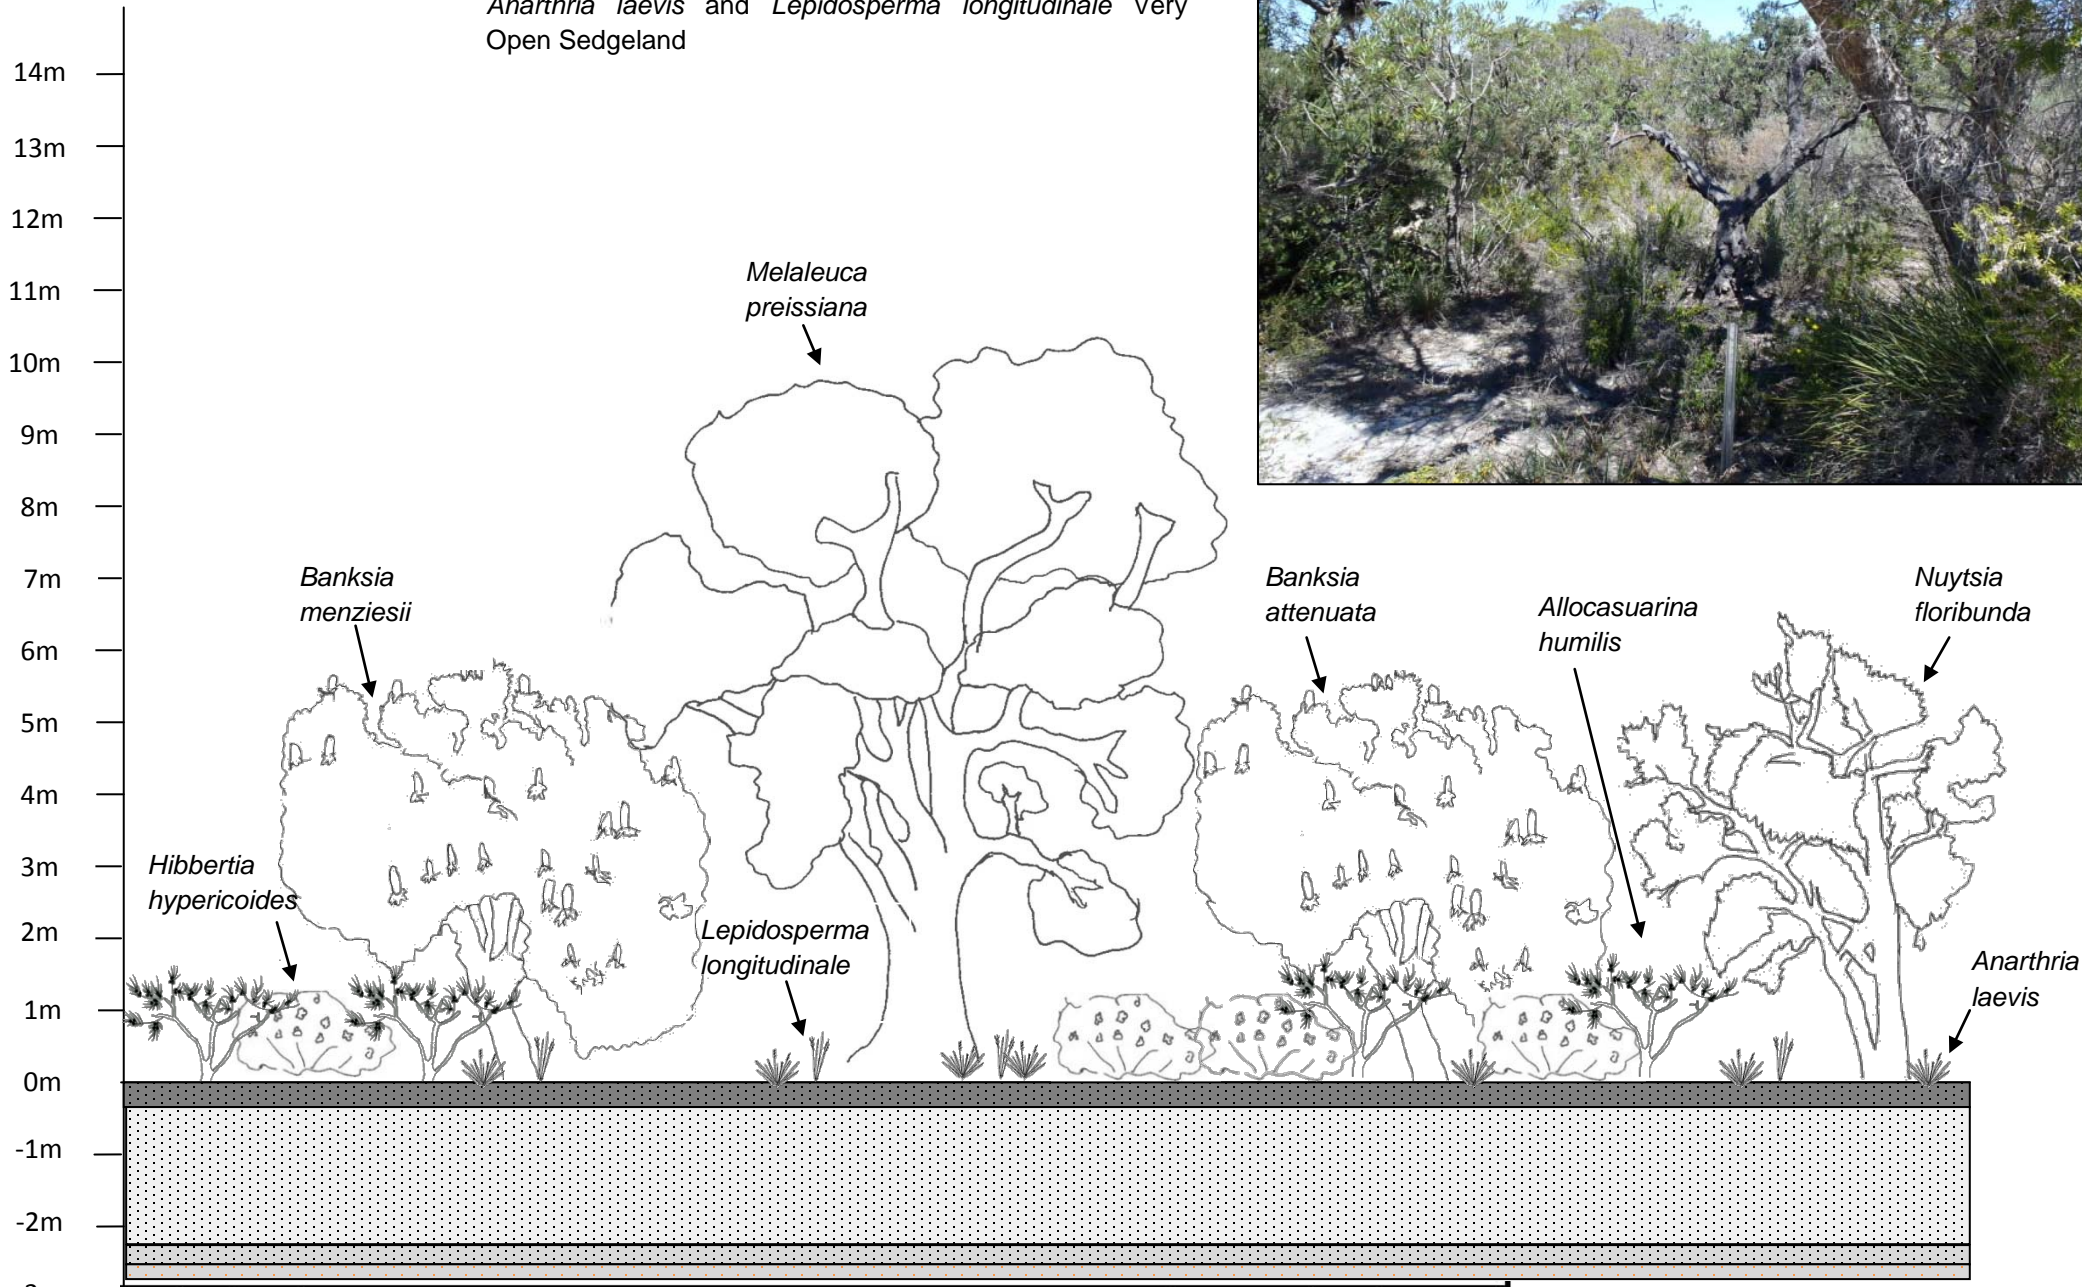 Anarthria laevis and Lepidosperma longitudinale Very
Open Sedgeland
14m
13m
12m
11m
10m
9m
8m
7m
6m
5m
4m
3m
2m
1m
0m
-1m
-2m
Melaleuca
preissiana
Banksia
menziesii
Banksia
attenuata
Allocasuarina
humilis
Nuytsia
floribunda
Hibbertia
hypericoides
Lepidosperma
longitudinale
Anarthria
laevis